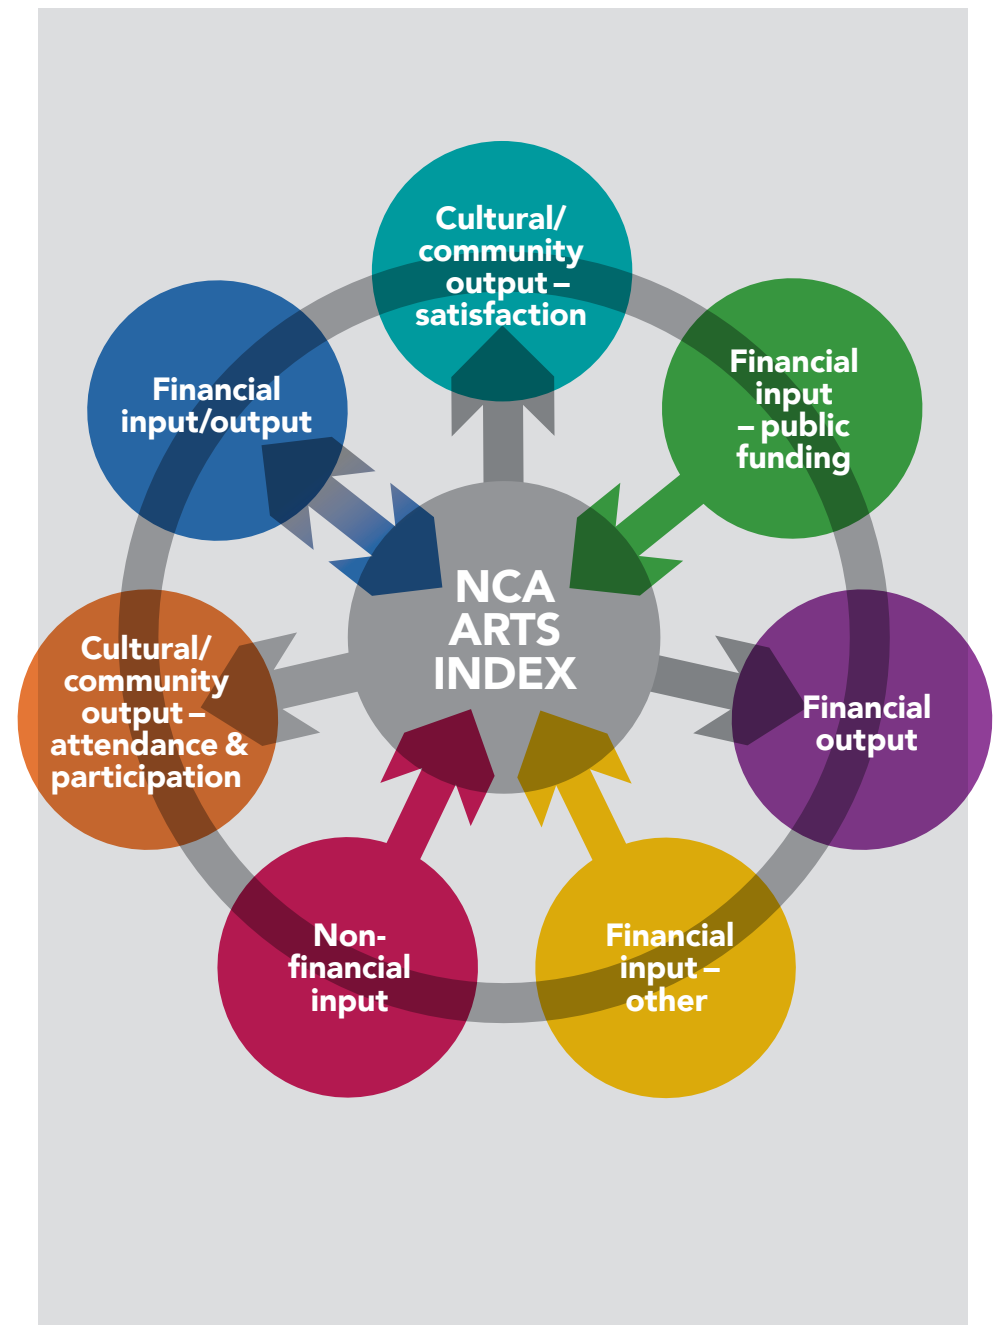 Cultural/
community
output –
satisfaction
Financial
input
– public
funding
Financial
input/output
NCA
ARTS
INDEX
Cultural/
community
output –
attendance &
participation
Financial
output
Non-
financial
input
Financial
input –
other